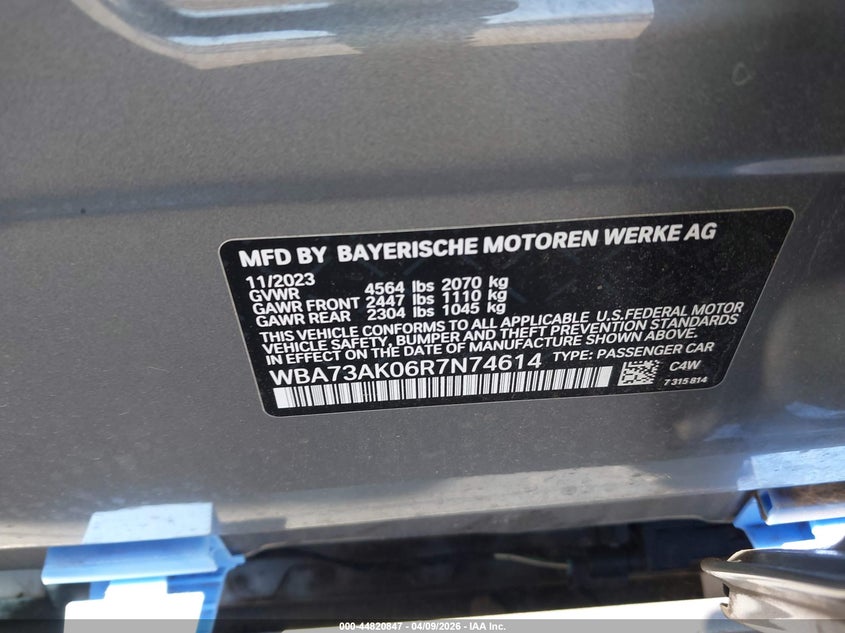 MFD BY BAYERISCHE MOTOREN WERKE AG
11/2023
GVWR 4564 lbs 2070 kg
GAWR FRONT 2447 lbs 1110 kg
GAWR REAR 2304 lbs 1045 kg
THIS VEHICLE CONFORMS TO ALL APPLICABLE U.S.FEDERAL MOTOR
VEHICLE SAFETY, BUMPER AND THEFT PREVENTION STANDARDS
IN EFFECT ON THE DATE OF MANUFACTURE SHOWN ABOVE.
WBA73AK06R7N74614 TYPE: PASSENGER CAR
C4W
7 315 814
000-44820847 - 04/09/2026 - IAA Inc.